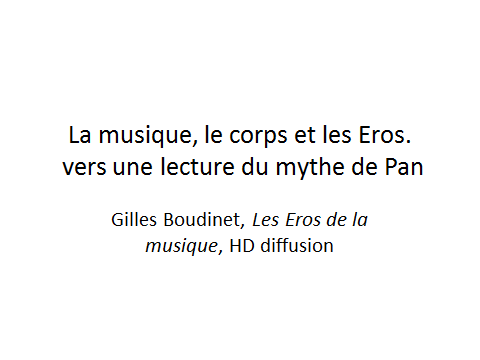 La musique, le corps et les Eros.
vers une lecture du mythe de Pan
Gilles Boudinet, Les Eros de la
musique, HD diffusion